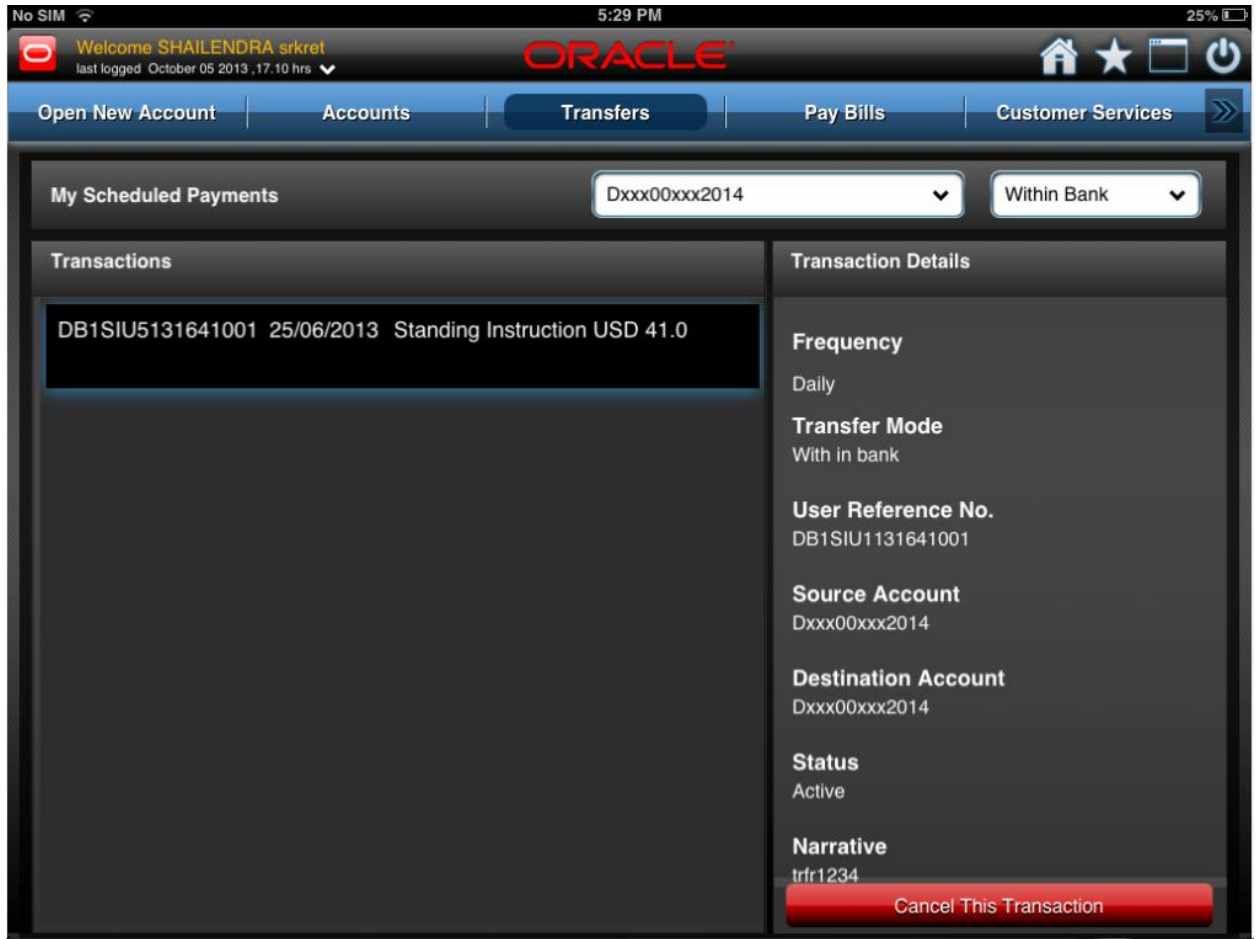 No SIM 5:29 PM 25%
Welcome SHAILENDRA srkret
last logged October 05 2013 ,17.10 hrs
ORACLE
Open New Account Accounts Transfers Pay Bills Customer Services
My Scheduled Payments Dxxx00xxx2014 Within Bank
Transactions
DB1SIU5131641001 25/06/2013 Standing Instruction USD 41.0
Transaction Details
Frequency
Daily
Transfer Mode
With in bank
User Reference No.
DB1SIU1131641001
Source Account
Dxxx00xxx2014
Destination Account
Dxxx00xxx2014
Status
Active
Narrative
trfr1234
Cancel This Transaction